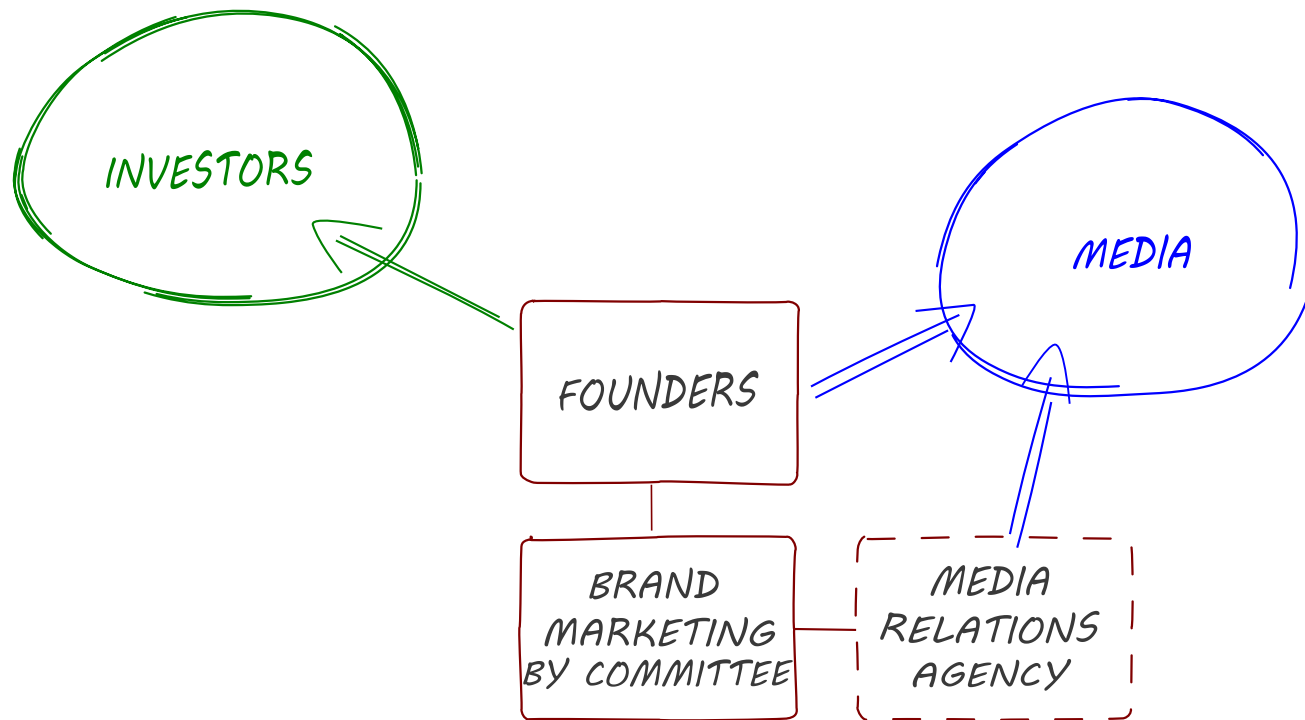 INVESTORS
MEDIA
FOUNDERS
BRAND
MARKETING
BY COMMITTEE
MEDIA
RELATIONS
AGENCY